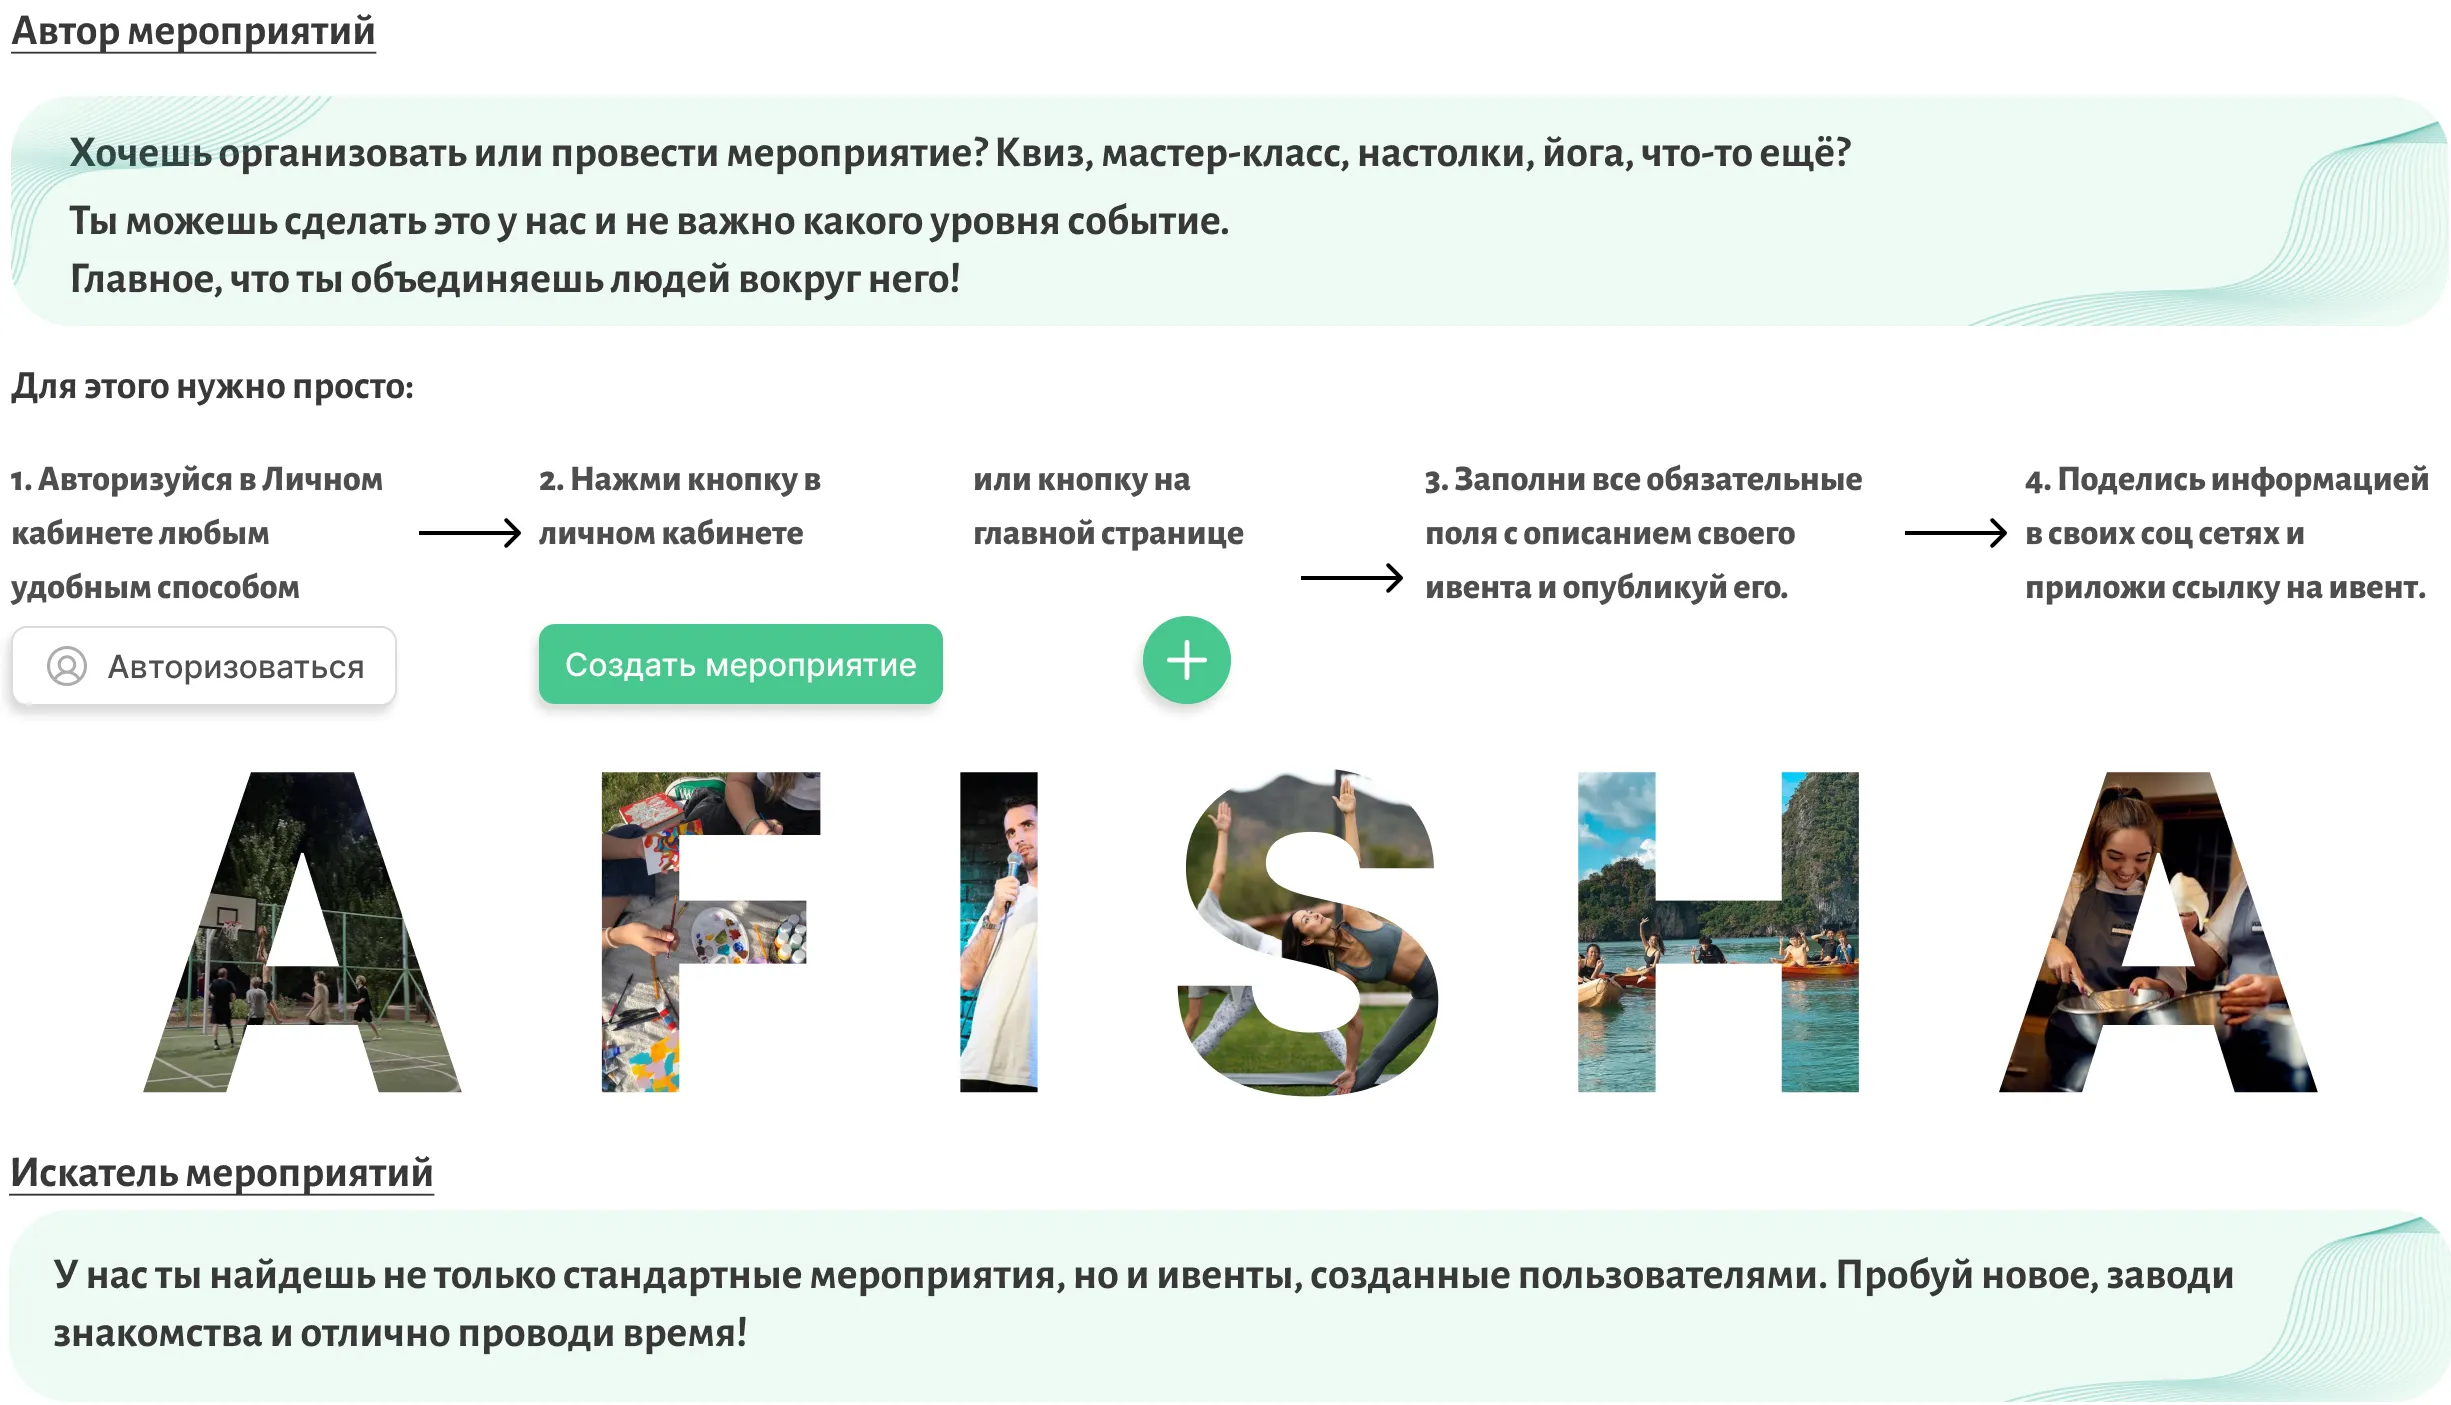 Автор мероприятий
Хочешь организовать или провести мероприятие? Квиз, мастер-класс, настолки, йога, что-то ещё?
Ты можешь сделать это у нас и не важно какого уровня событие.
Главное, что ты объединяешь людей вокруг него!
Для этого нужно просто:
1. Авторизуйся в Личном
кабинете любым
удобным способом
Авторизоваться
2. Нажми кнопку в
личном кабинете
Создать мероприятие
или кнопку на
главной странице
3. Заполни все обязательные
поля с описанием своего
ивента и опубликуй его.
4. Поделись информацией
в своих соц сетях и
приложи ссылку на ивент.
AFISHA
Искатель мероприятий
У нас ты найдешь не только стандартные мероприятия, но и ивенты, созданные пользователями. Пробуй новое, заводи
знакомства и отлично проводи время!